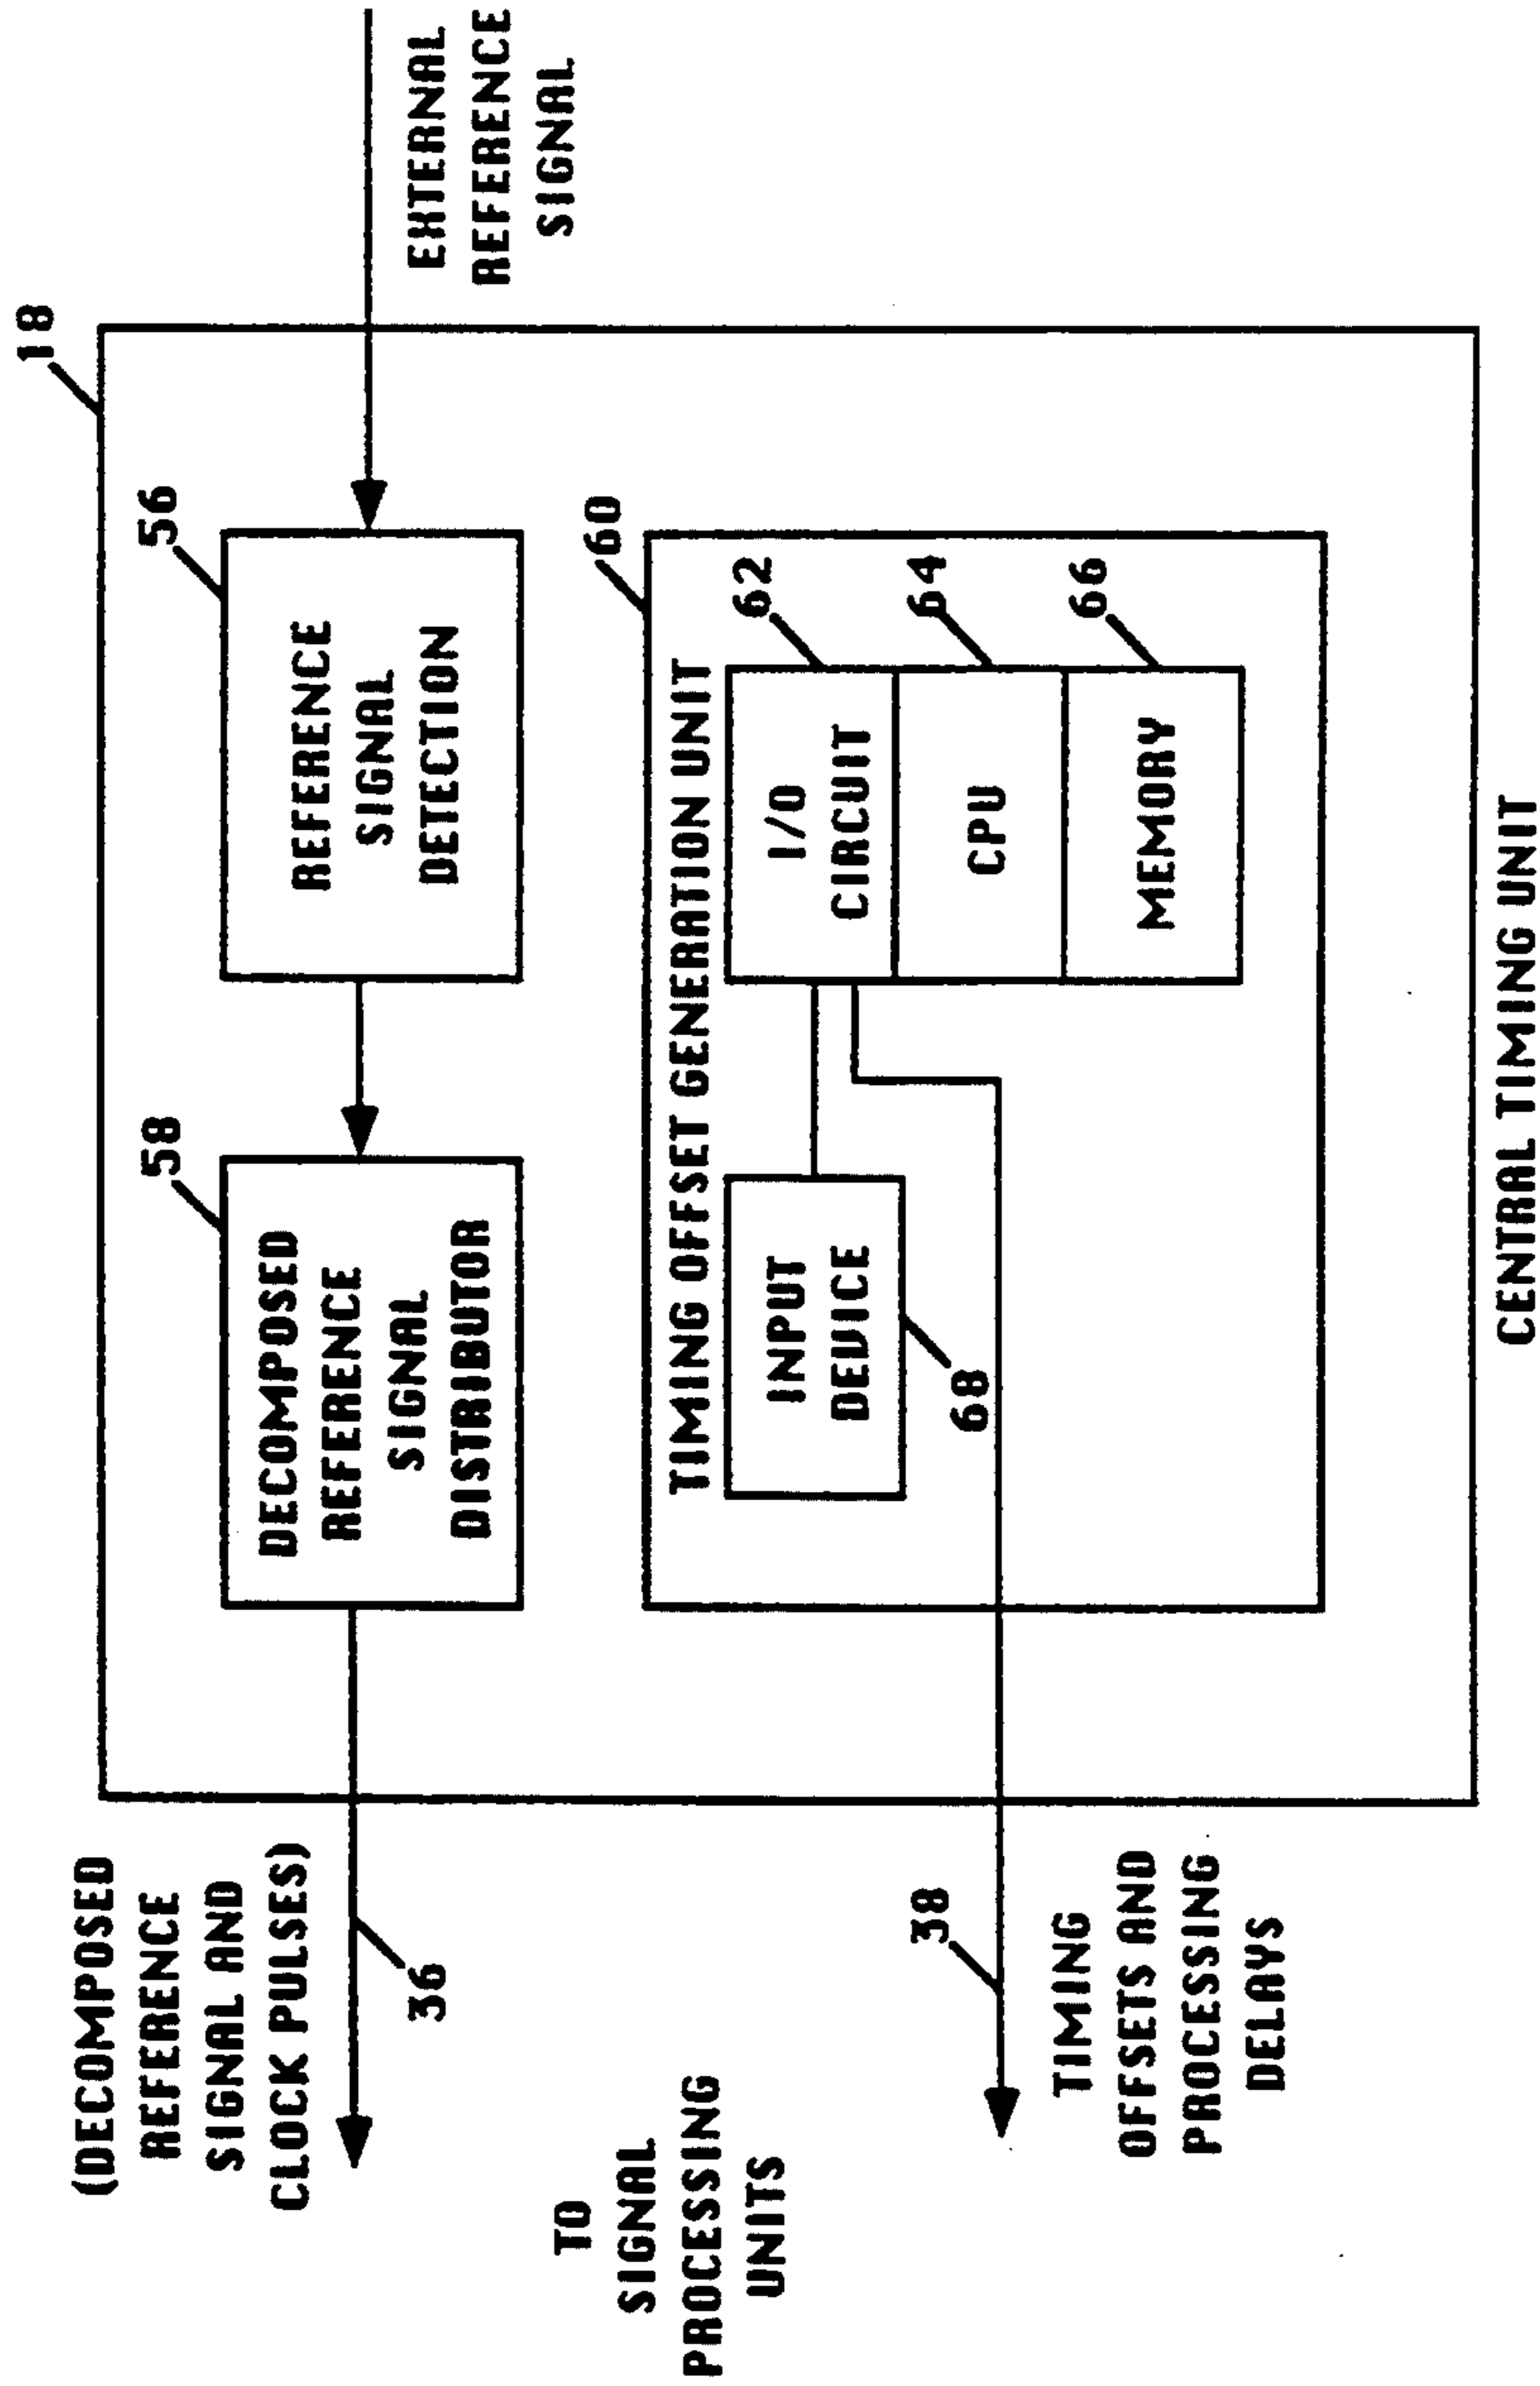 18
(DECOMPOSED
REFERENCE
SIGNAL AND
CLOCK PULSES)
36
58
DECOMPOSED
REFERENCE
SIGNAL
DISTRIBUTOR
56
REFERENCE
SIGNAL
DETECTION
EXTERNAL
REFERENCE
SIGNAL
TO
SIGNAL
PROCESSING
UNITS
60
TIMING OFFSET GENERATION UNIT
INPUT
DEVICE
68
62
I/O
CIRCUIT
64
CPU
66
MEMORY
38
TIMING
OFFSETS AND
PROCESSING
DELAYS
CENTRAL TIMING UNIT